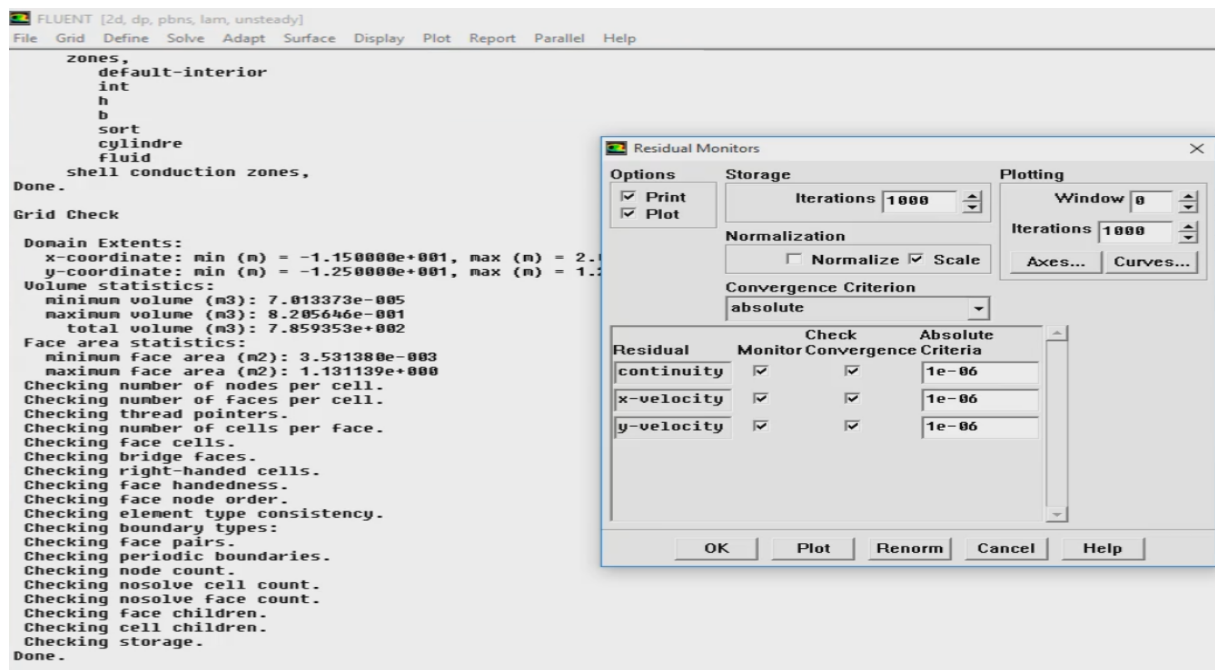 FLUENT [2d, dp, pbns, lam, unsteady]
File Grid Define Solve Adapt Surface Display Plot Report Parallel Help
zones,
default-interior
int
h
b
sort
cylindre
fluid
shell conduction zones,
Done.
Grid Check
Domain Extents:
x-coordinate: min (m) = -1.150000e+001, max (m) = 2.
y-coordinate: min (m) = -1.250000e+001, max (m) = 1.
Volume statistics:
minimum volume (m3): 7.013373e-005
maximum volume (m3): 8.205646e-001
total volume (m3): 7.859353e+002
Face area statistics:
minimum face area (m2): 3.531380e-003
maximum face area (m2): 1.131139e+000
Checking number of nodes per cell.
Checking number of faces per cell.
Checking thread pointers.
Checking number of cells per face.
Checking face cells.
Checking bridge faces.
Checking right-handed cells.
Checking face handedness.
Checking face node order.
Checking element type consistency.
Checking boundary types:
Checking face pairs.
Checking periodic boundaries.
Checking node count.
Checking nosolve cell count.
Checking nosolve face count.
Checking face children.
Checking cell children.
Checking storage.
Done.
Residual Monitors
Options Storage Plotting
Print Iterations 1000 Window 0
Plot
Iterations 1000
Normalization
Normalize Scale Axes... Curves...
Convergence Criterion
absolute
Check Absolute
Residual Monitor Convergence Criteria
continuity 1e-06
x-velocity 1e-06
y-velocity 1e-06
OK Plot Renorm Cancel Help